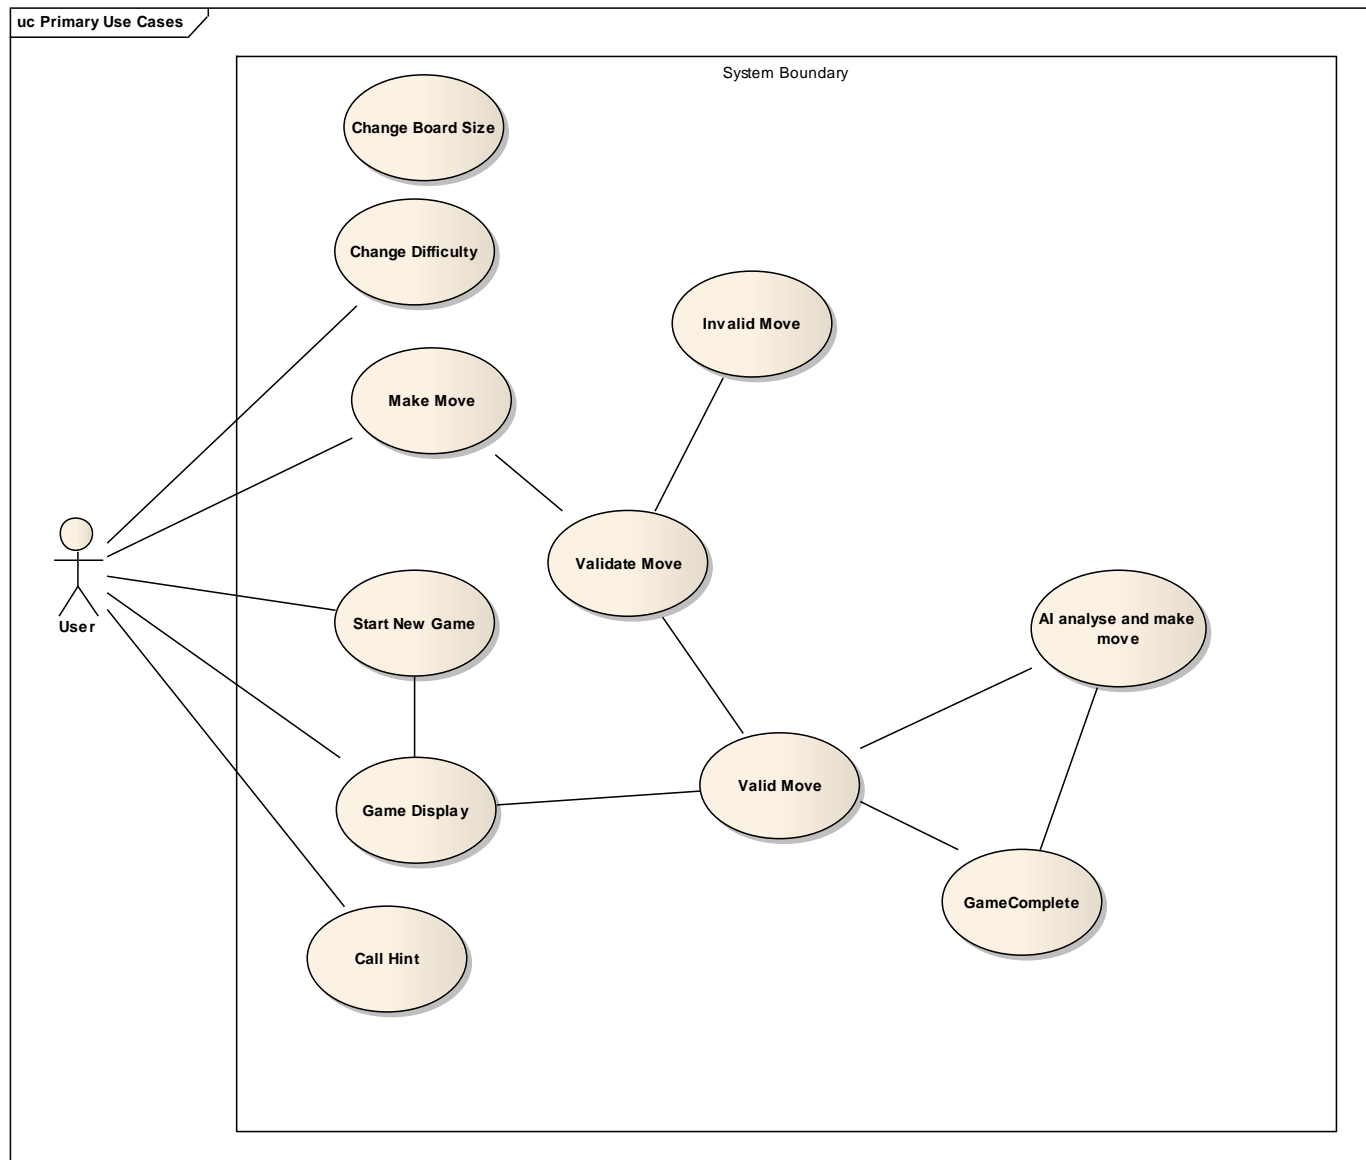 uc Primary Use Cases
System Boundary
Change Board Size
Change Difficulty
Invalid Move
Make Move
Validate Move
User
Start New Game
AI analyse and make
move
Game Display
Valid Move
GameComplete
Call Hint